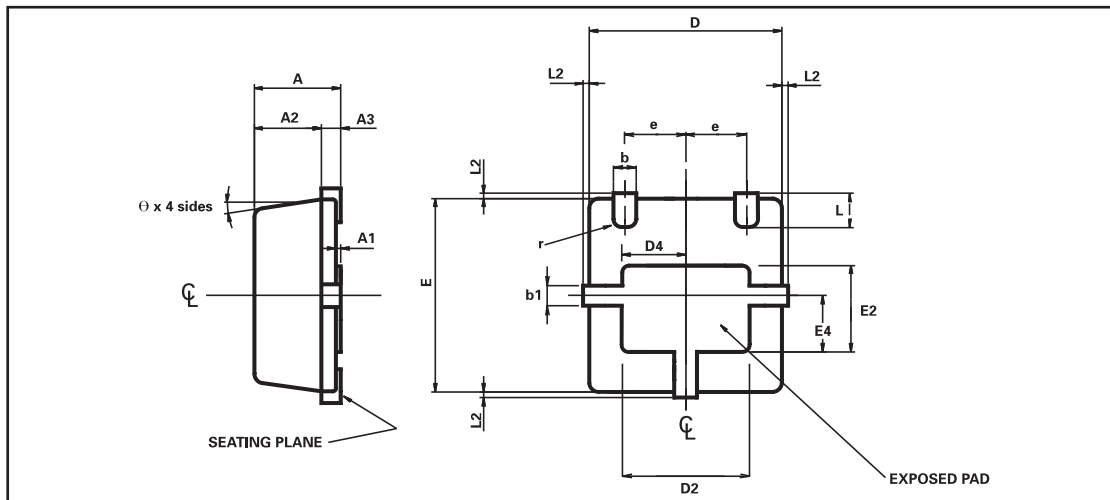 D
L2
L2
A
A2
A3
e
e
b
L2
L
Θ x 4 sides
r
D4
A1
E
b1
E2
E4
℄
L2
℄
SEATING PLANE
EXPOSED PAD
D2